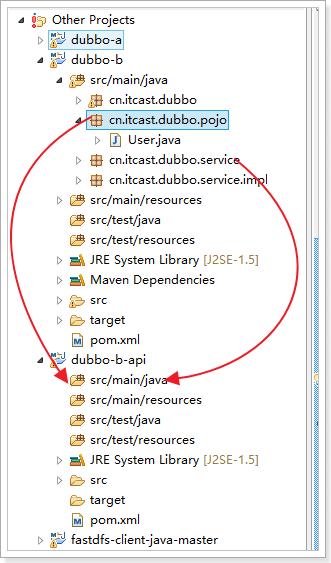 Other Projects
dubbo-a
dubbo-b
src/main/java
cn.itcast.dubbo
cn.itcast.dubbo.pojo
User.java
cn.itcast.dubbo.service
cn.itcast.dubbo.service.impl
src/main/resources
src/test/java
src/test/resources
JRE System Library [J2SE-1.5]
Maven Dependencies
src
target
pom.xml
dubbo-b-api
src/main/java
src/main/resources
src/test/java
src/test/resources
JRE System Library [J2SE-1.5]
src
target
pom.xml
fastdfs-client-java-master